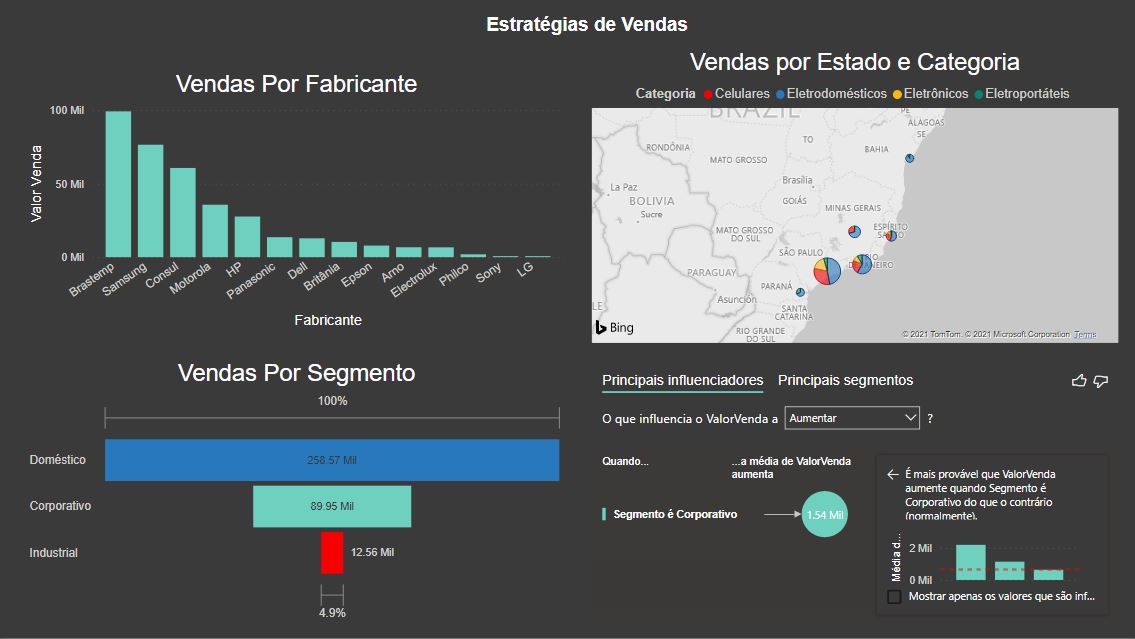 Estratégias de Vendas
Vendas Por Fabricante
100 Mil
50 Mil
0 Mil
Valor Venda
Brastemp
Samsung
Consul
Motorola
HP
Panasonic
Dell
Britânia
Epson
Arno
Electrolux
Philco
Sony
LG
Fabricante
Vendas por Estado e Categoria
Categoria Celulares Eletrodomésticos Eletrônicos Eletroportáteis
BRAZIL
PE
ALAGOAS
SE
RONDÔNIA
TO
BAHIA
MATO GROSSO
La Paz
Brasília
BOLIVIA
GOIÁS
Sucre
MINAS GERAIS
MATO GROSSO
DO SUL
ESPÍRITO
SANTO
SÃO PAULO
RIO
DE JANEIRO
PARAGUAY
PARANÁ
Asunción
SANTA
CATARINA
LE
RIO GRANDE
DO SUL
Bing
© 2021 TomTom, © 2021 Microsoft Corporation Terms
Vendas Por Segmento
100%
Doméstico
258.57 Mil
Corporativo
89.95 Mil
Industrial
12.56 Mil
4.9%
Principais influenciadores Principais segmentos
O que influencia o ValorVenda a Aumentar ?
Quando...
...a média de ValorVenda
aumenta
Segmento é Corporativo
1.54 Mil
É mais provável que ValorVenda
aumente quando Segmento é
Corporativo do que o contrário
(normalmente).
Média d...
2 Mil
0 Mil
Mostrar apenas os valores que são inf...